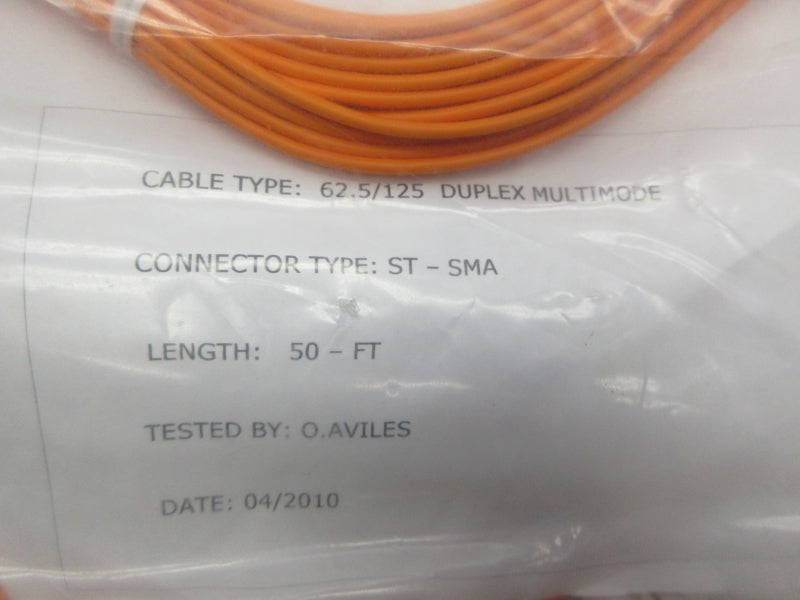 CABLE TYPE: 62.5/125 DUPLEX MULTIMODE
CONNECTOR TYPE: ST – SMA
LENGTH: 50 – FT
TESTED BY: O.AVILES
DATE: 04/2010